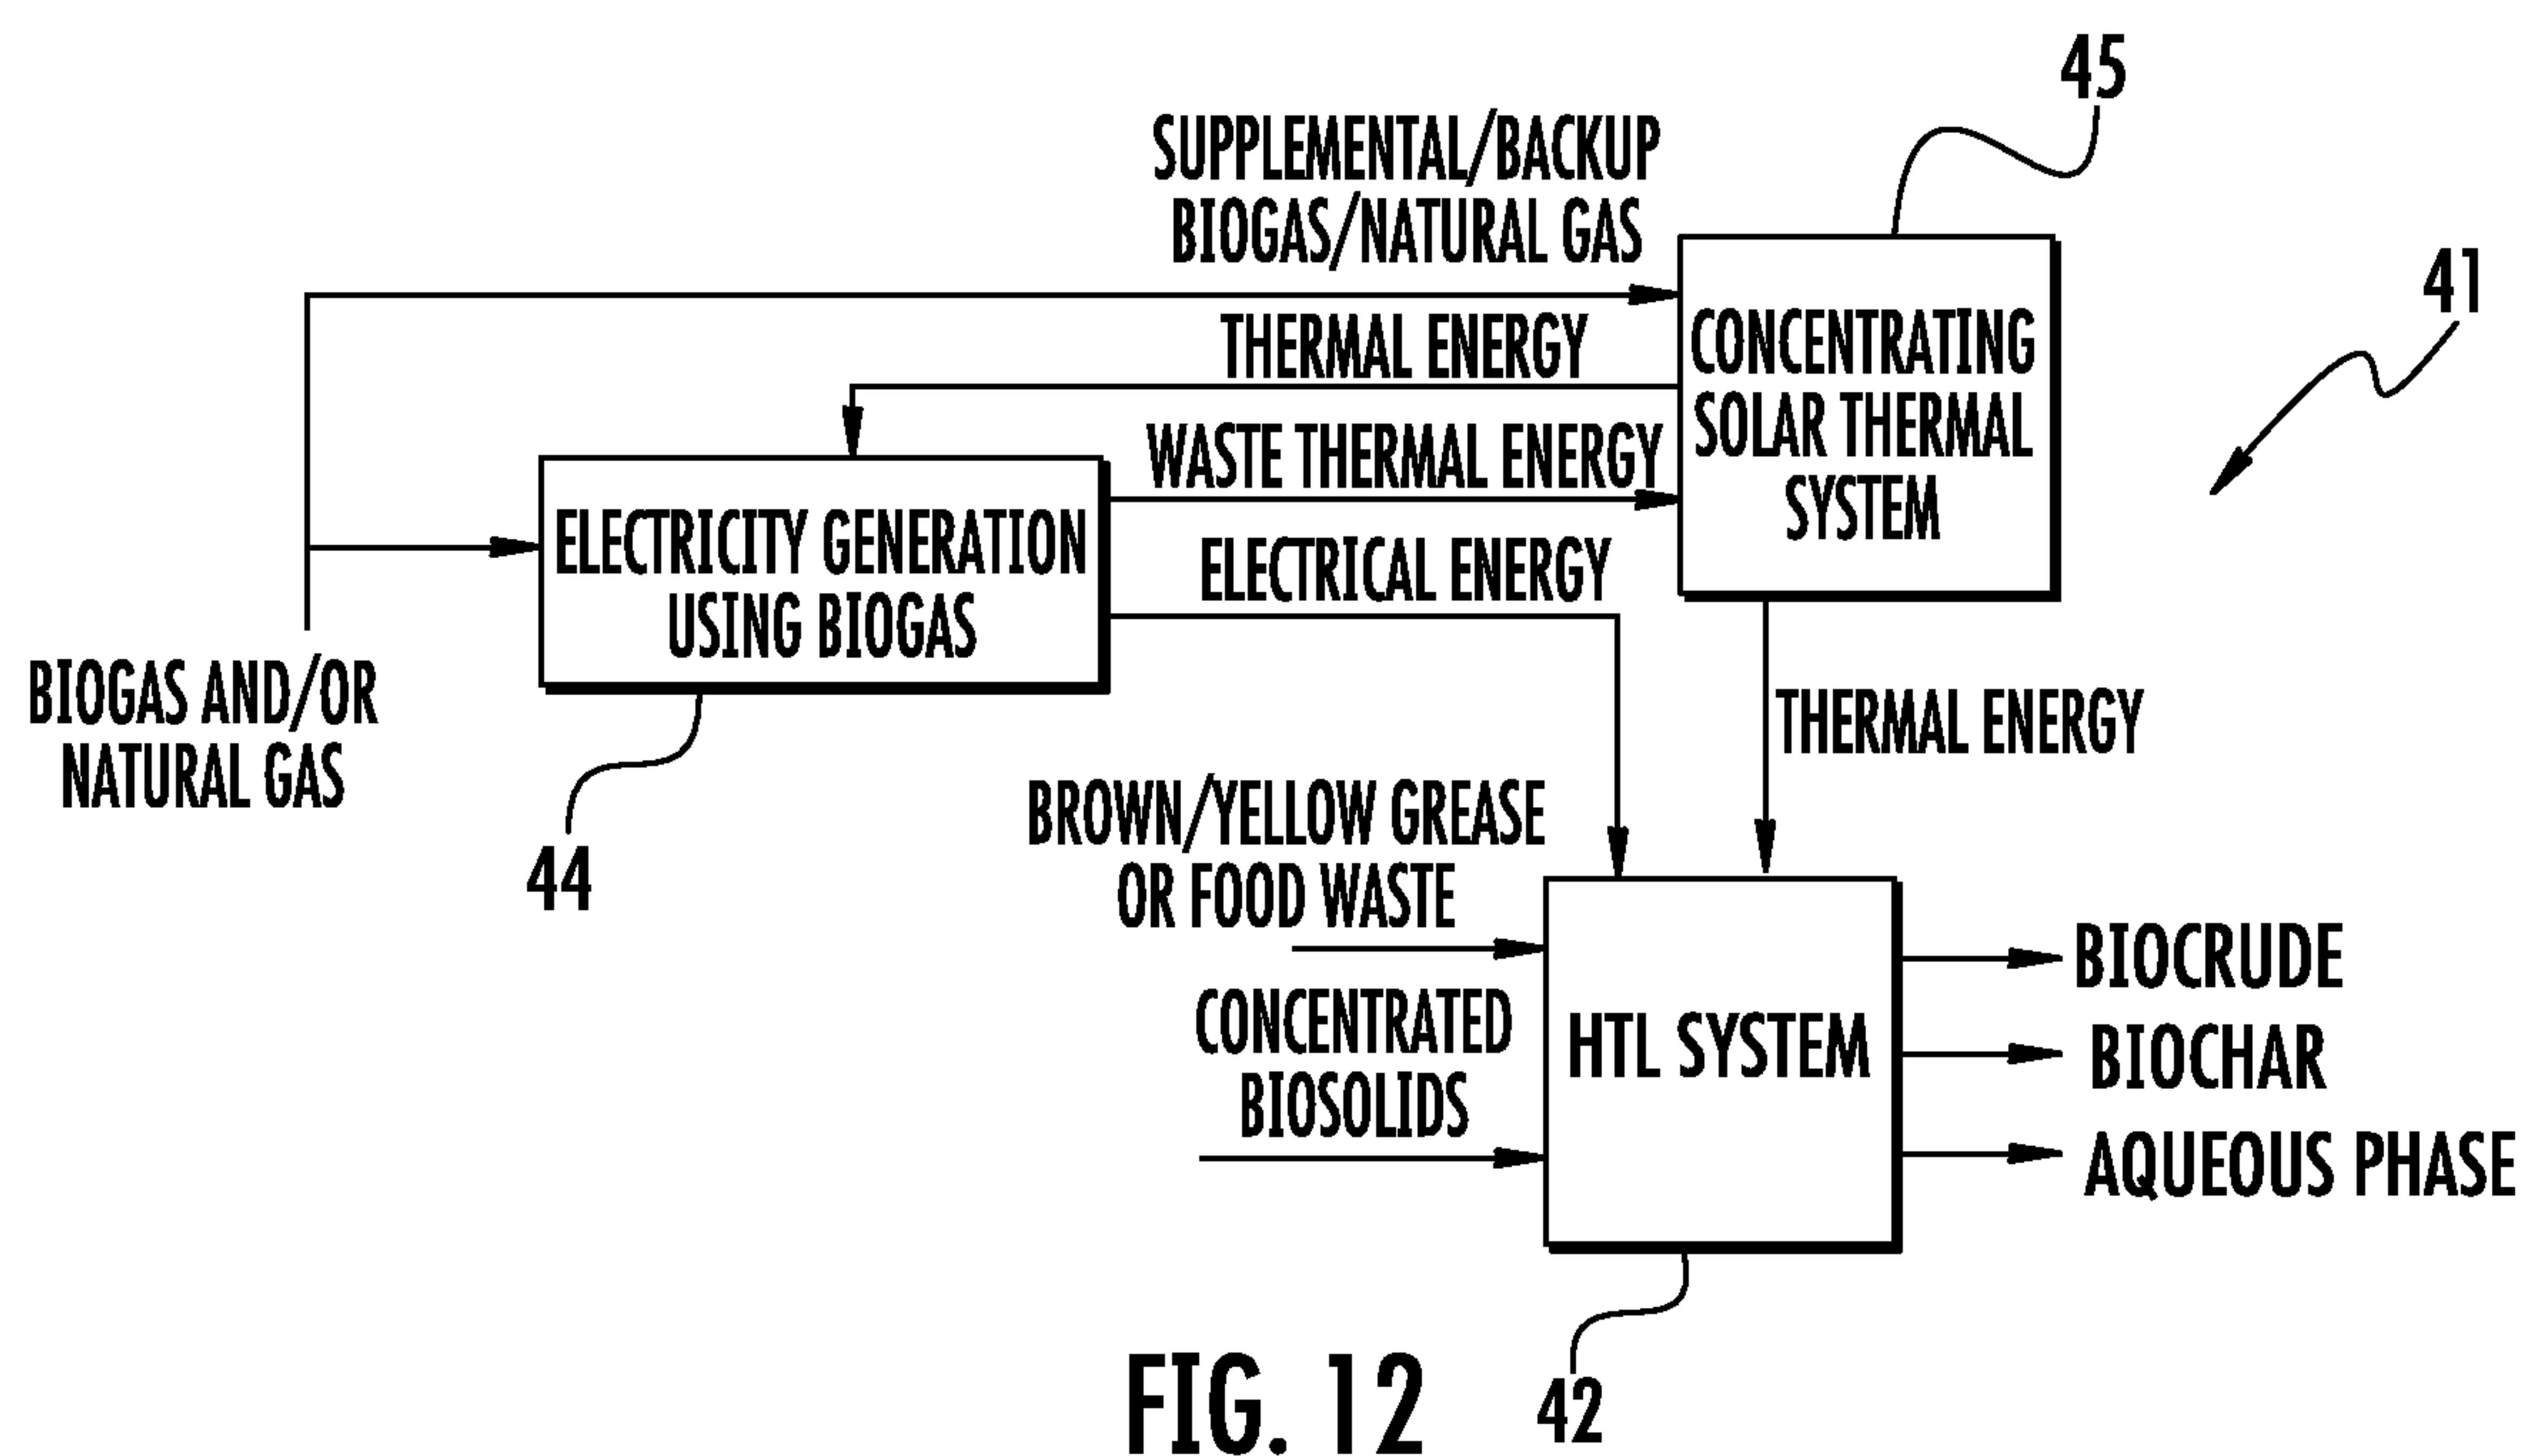 45
SUPPLEMENTAL/BACKUP
BIOGAS/NATURAL GAS
41
THERMAL ENERGY
CONCENTRATING
SOLAR THERMAL
SYSTEM
WASTE THERMAL ENERGY
ELECTRICITY GENERATION
USING BIOGAS
ELECTRICAL ENERGY
BIOGAS AND/OR
NATURAL GAS
THERMAL ENERGY
44
BROWN/YELLOW GREASE
OR FOOD WASTE
CONCENTRATED
BIOSOLIDS
HTL SYSTEM
BIOCRUDE
BIOCHAR
AQUEOUS PHASE
42
FIG. 12